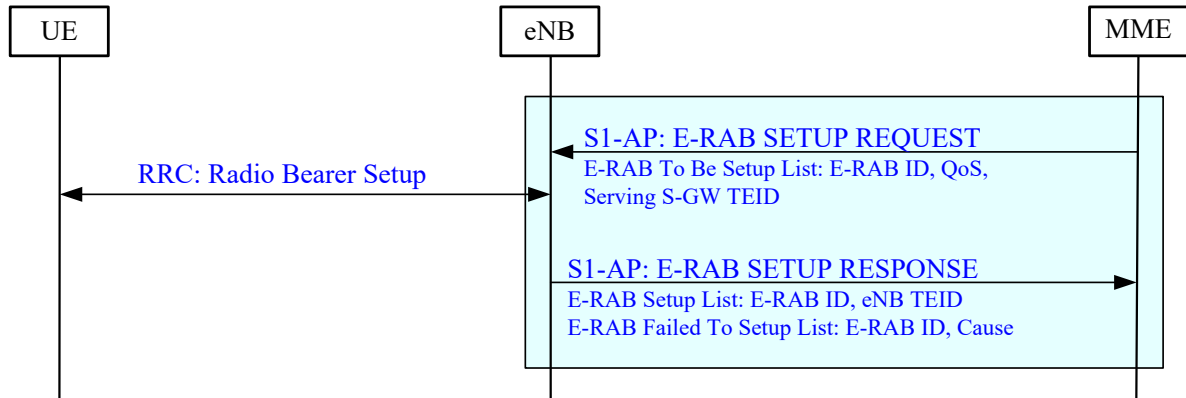 UE
eNB
MME
S1-AP: E-RAB SETUP REQUEST
E-RAB To Be Setup List: E-RAB ID, QoS,
Serving S-GW TEID
RRC: Radio Bearer Setup
S1-AP: E-RAB SETUP RESPONSE
E-RAB Setup List: E-RAB ID, eNB TEID
E-RAB Failed To Setup List: E-RAB ID, Cause